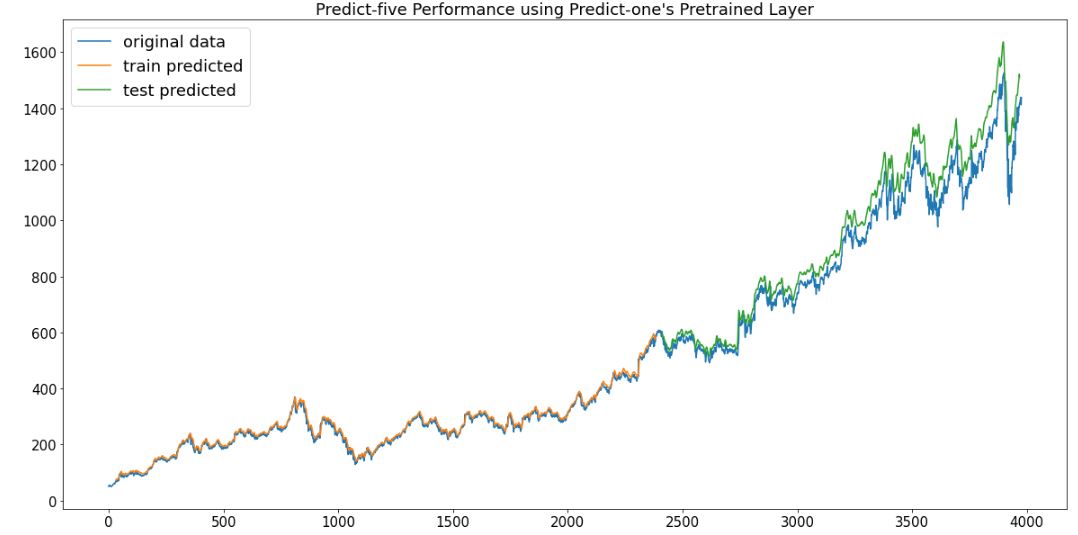 Predict-five Performance using Predict-one's Pretrained Layer
original data
train predicted
test predicted
1600
1400
1200
1000
800
600
400
200
0
0 500 1000 1500 2000 2500 3000 3500 4000